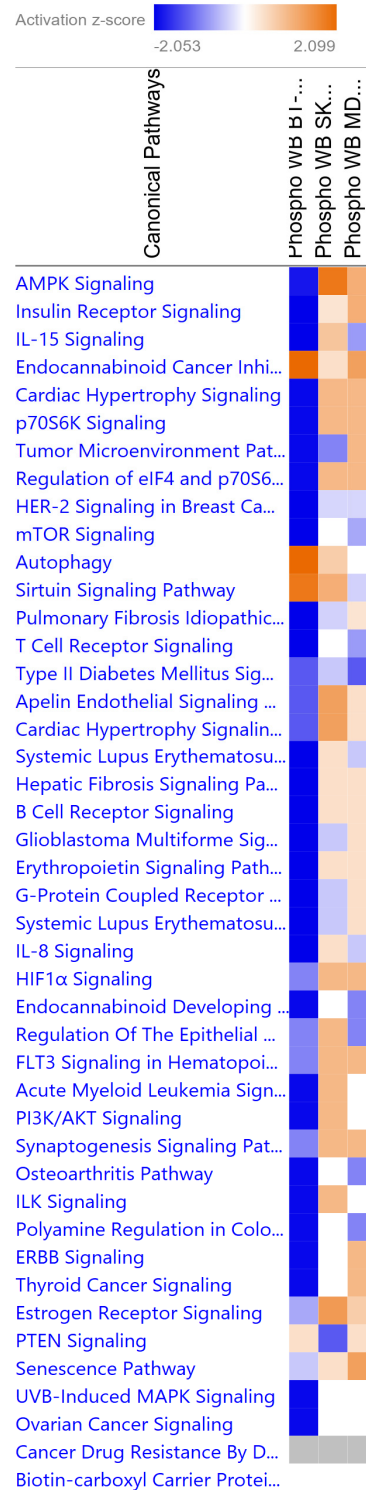 Activation z-score
-2.053 2.099
Canonical Pathways
Phospho WB BT-...
Phospho WB SK...
Phospho WB MD...
AMPK Signaling
Insulin Receptor Signaling
IL-15 Signaling
Endocannabinoid Cancer Inhi...
Cardiac Hypertrophy Signaling
p70S6K Signaling
Tumor Microenvironment Pat...
Regulation of eIF4 and p70S6...
HER-2 Signaling in Breast Ca...
mTOR Signaling
Autophagy
Sirtuin Signaling Pathway
Pulmonary Fibrosis Idiopathic...
T Cell Receptor Signaling
Type II Diabetes Mellitus Sig...
Apelin Endothelial Signaling ...
Cardiac Hypertrophy Signalin...
Systemic Lupus Erythematosu...
Hepatic Fibrosis Signaling Pa...
B Cell Receptor Signaling
Glioblastoma Multiforme Sig...
Erythropoietin Signaling Path...
G-Protein Coupled Receptor ...
Systemic Lupus Erythematosu...
IL-8 Signaling
HIF1α Signaling
Endocannabinoid Developing ...
Regulation Of The Epithelial ...
FLT3 Signaling in Hematopoi...
Acute Myeloid Leukemia Sign...
PI3K/AKT Signaling
Synaptogenesis Signaling Pat...
Osteoarthritis Pathway
ILK Signaling
Polyamine Regulation in Colo...
ERBB Signaling
Thyroid Cancer Signaling
Estrogen Receptor Signaling
PTEN Signaling
Senescence Pathway
UVB-Induced MAPK Signaling
Ovarian Cancer Signaling
Cancer Drug Resistance By D...
Biotin-carboxyl Carrier Protei...